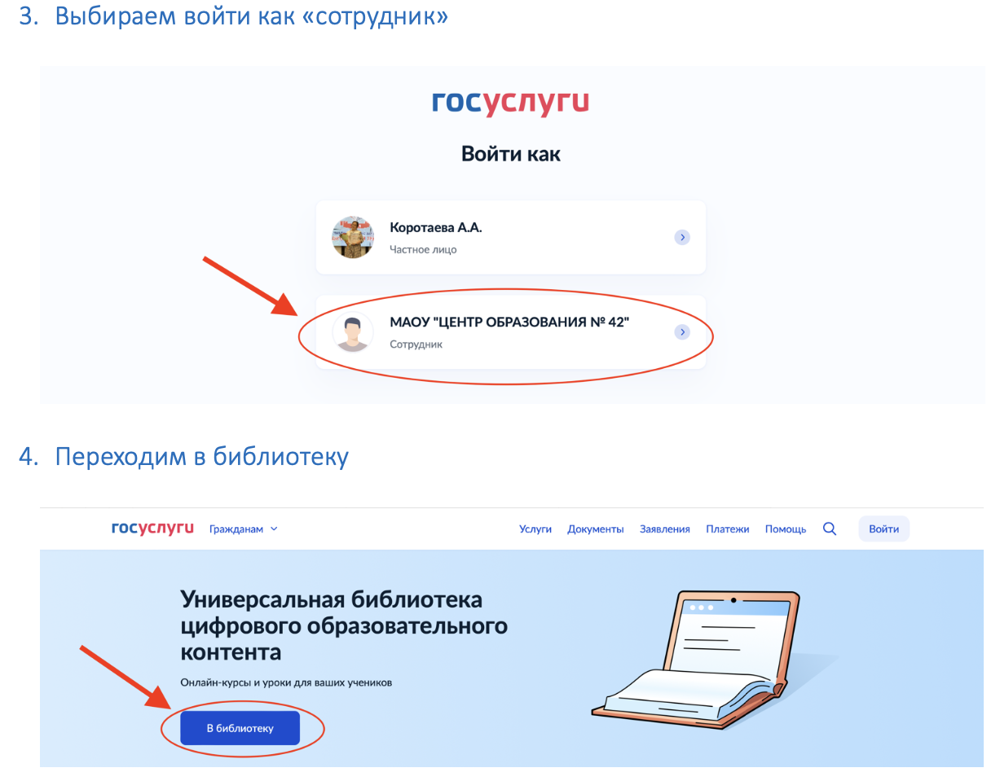 3. Выбираем войти как «сотрудник»
госуслуги
Войти как
Коротаева А.А.
Частное лицо
МАОУ "ЦЕНТР ОБРАЗОВАНИЯ № 42"
Сотрудник
4. Переходим в библиотеку
госуслуги Гражданам Услуги Документы Заявления Платежи Помощь Войти
Универсальная библиотека
цифрового образовательного
контента
Онлайн-курсы и уроки для ваших учеников
В библиотеку